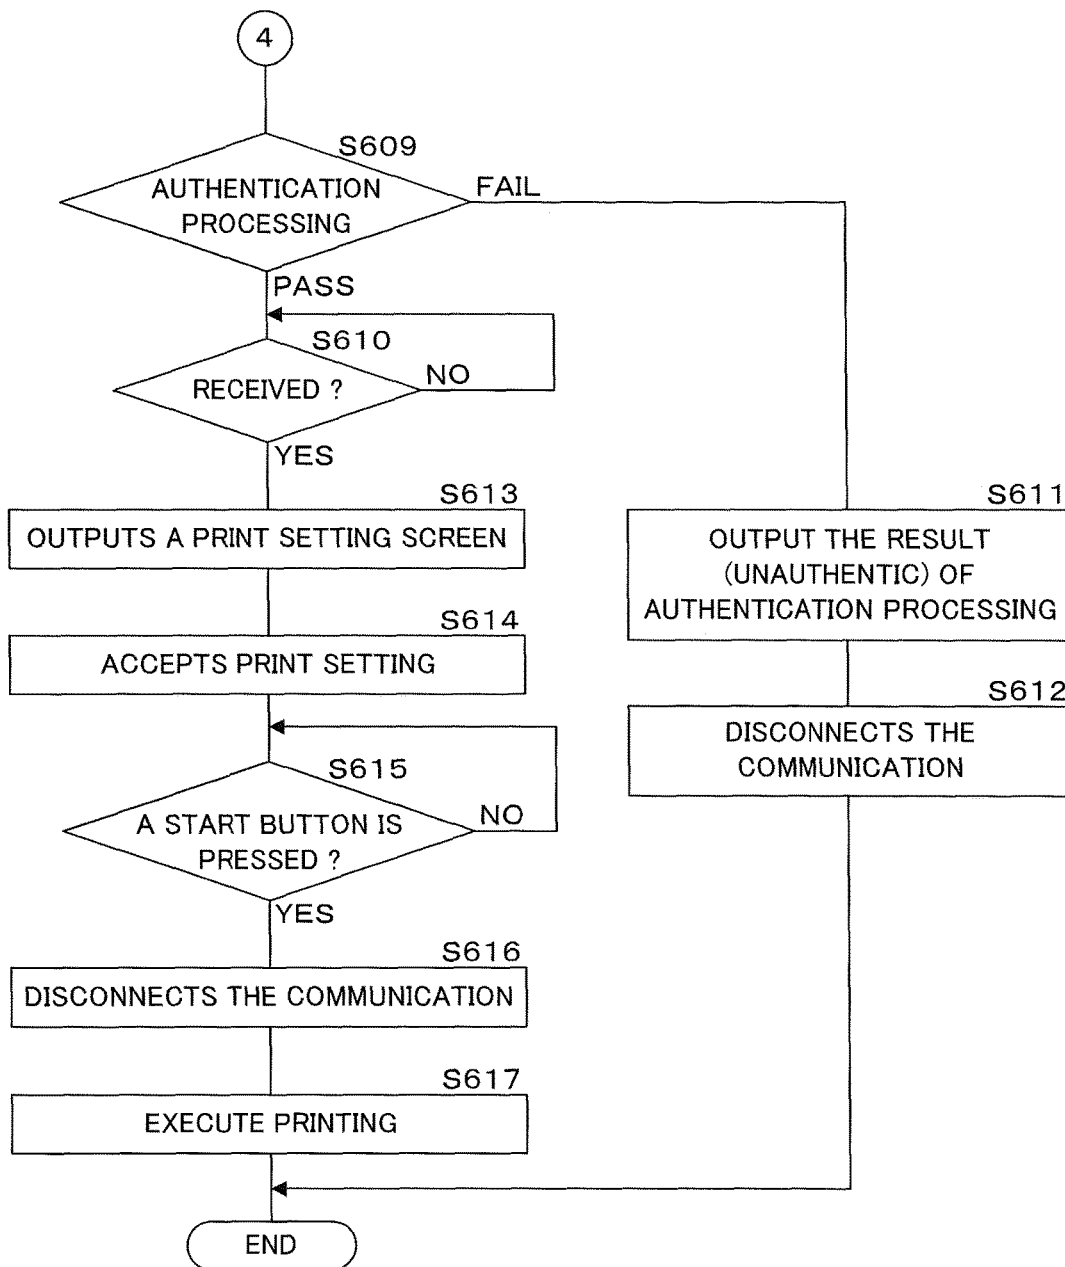 4
S609
AUTHENTICATION
PROCESSING
FAIL
PASS
S610
RECEIVED ?
NO
YES
S613
OUTPUTS A PRINT SETTING SCREEN
S611
OUTPUT THE RESULT
(UNAUTHENTIC) OF
AUTHENTICATION PROCESSING
S614
ACCEPTS PRINT SETTING
S612
DISCONNECTS THE
COMMUNICATION
S615
A START BUTTON IS
PRESSED ?
NO
YES
S616
DISCONNECTS THE COMMUNICATION
S617
EXECUTE PRINTING
END